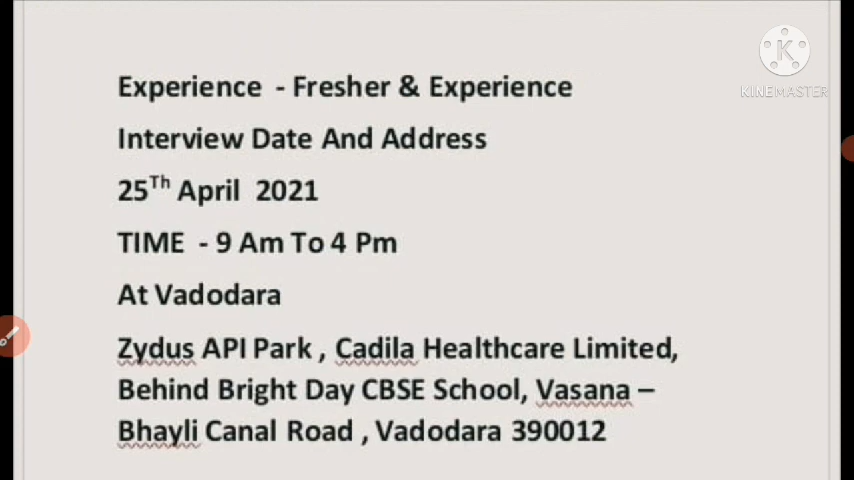 Experience - Fresher & Experience
Interview Date And Address
25Th April 2021
TIME - 9 Am To 4 Pm
At Vadodara
Zydus API Park , Cadila Healthcare Limited,
Behind Bright Day CBSE School, Vasana –
Bhayli Canal Road , Vadodara 390012
K
KINEMASTER